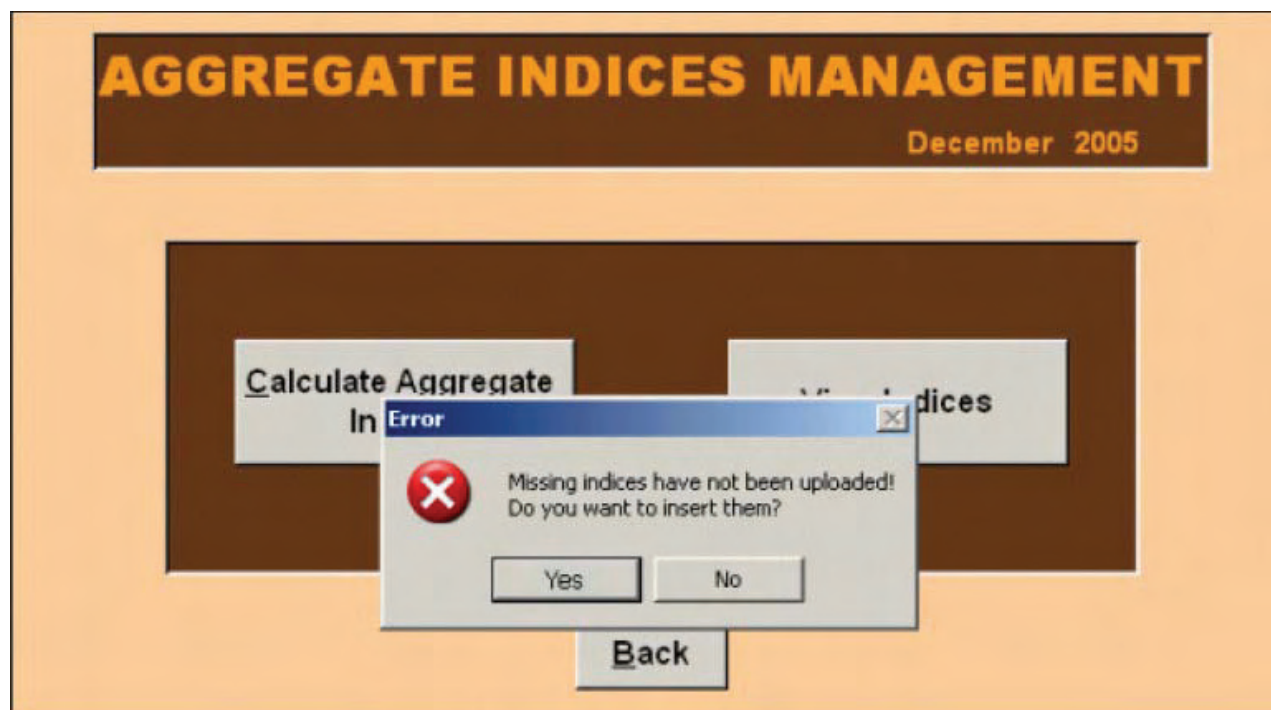 AGGREGATE INDICES MANAGEMENT
December 2005
Calculate Aggregate
In
dices
Error
Missing indices have not been uploaded!
Do you want to insert them?
Yes
No
Back